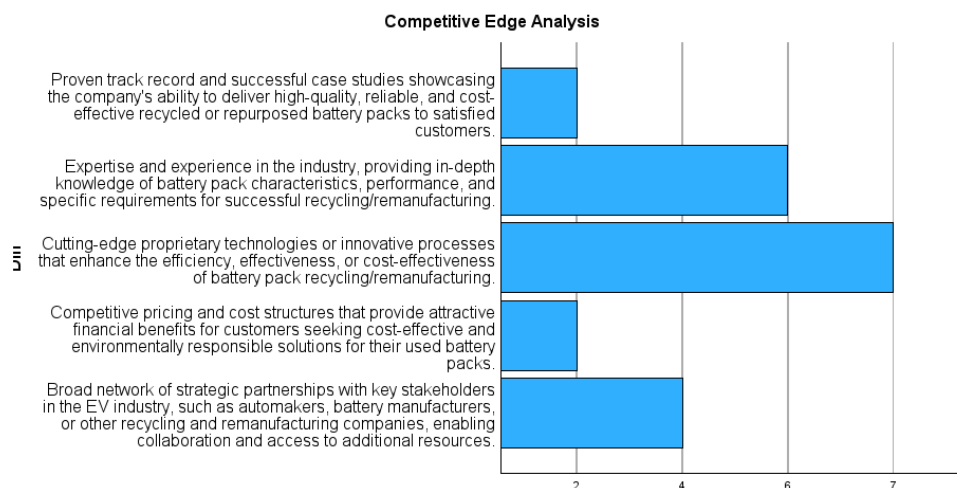 Competitive Edge Analysis
Proven track record and successful case studies showcasing
the company's ability to deliver high-quality, reliable, and cost-
effective recycled or repurposed battery packs to satisfied
customers.
Expertise and experience in the industry, providing in-depth
knowledge of battery pack characteristics, performance, and
specific requirements for successful recycling/remanufacturing.
Cutting-edge proprietary technologies or innovative processes
that enhance the efficiency, effectiveness, or cost-effectiveness
of battery pack recycling/remanufacturing.
Competitive pricing and cost structures that provide attractive
financial benefits for customers seeking cost-effective and
environmentally responsible solutions for their used battery
packs.
Broad network of strategic partnerships with key stakeholders
in the EV industry, such as automakers, battery manufacturers,
or other recycling and remanufacturing companies, enabling
collaboration and access to additional resources.
2 4 6 7